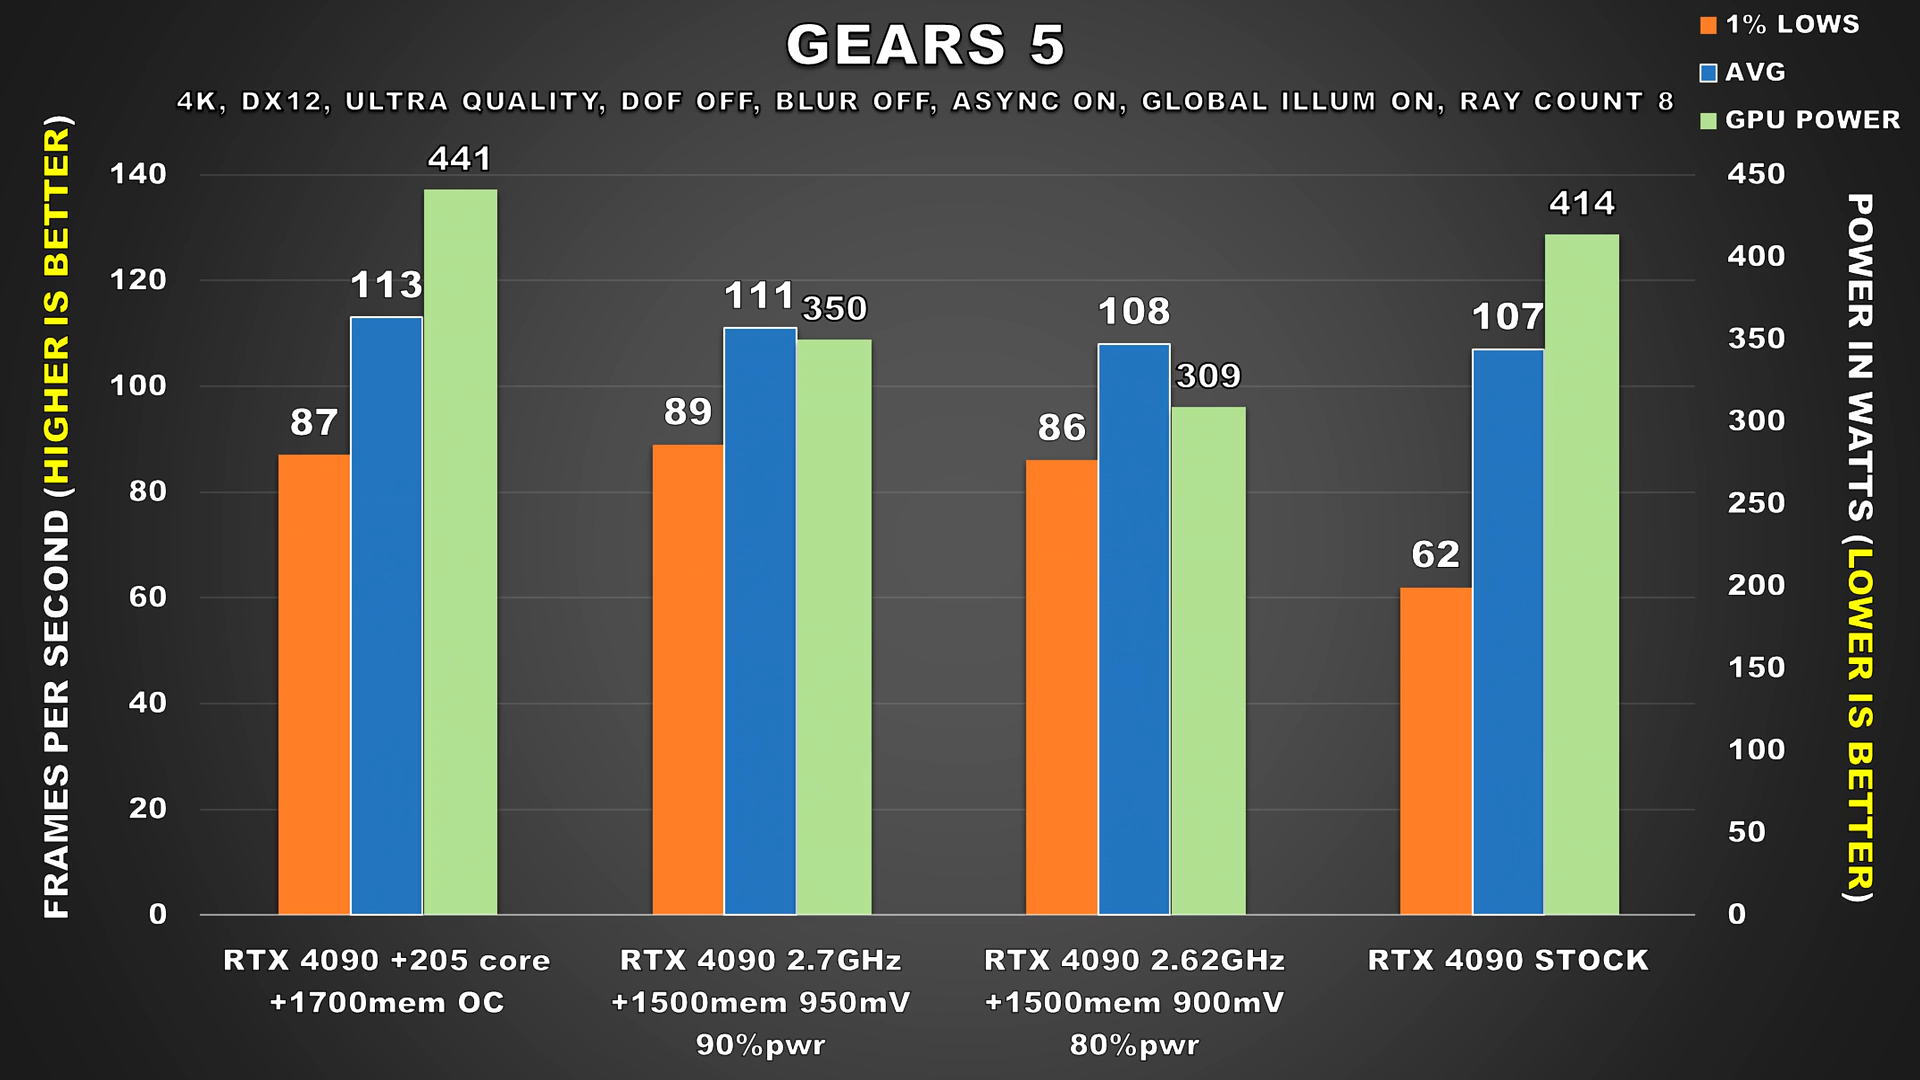 GEARS 5
4K, DX12, ULTRA QUALITY, DOF OFF, BLUR OFF, ASYNC ON, GLOBAL ILLUM ON, RAY COUNT 8
1% LOWS
AVG
GPU POWER
FRAMES PER SECOND (HIGHER IS BETTER)
140
120
100
80
60
40
20
0
87
113
441
89
111
350
86
108
309
62
107
414
450
400
350
300
250
200
150
100
50
0
POWER IN WATTS (LOWER IS BETTER)
RTX 4090 +205 core
+1700mem OC
RTX 4090 2.7GHz
+1500mem 950mV
90%pwr
RTX 4090 2.62GHz
+1500mem 900mV
80%pwr
RTX 4090 STOCK